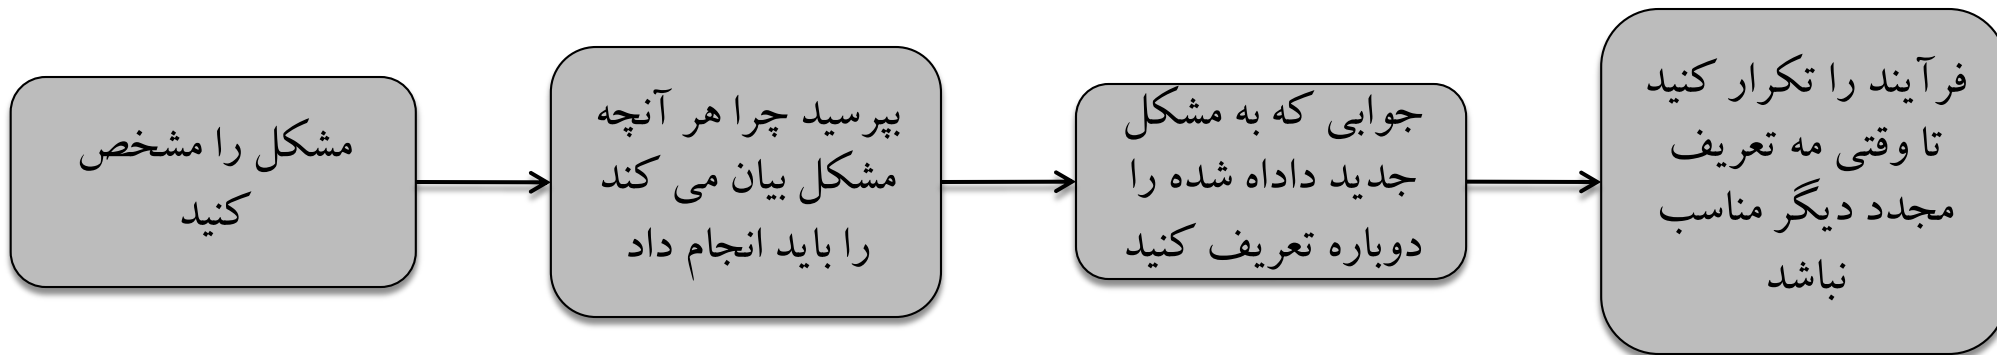 مشکل را مشخص
کنید
بپرسید چرا هر آنچه
مشکل بیان می کند
را باید انجام داد
جوابی که به مشکل
جدید داداه شده را
دوباره تعریف کنید
فرآیند را تکرار کنید
تا وقتی مه تعریف
مجدد دیگر مناسب
نباشد